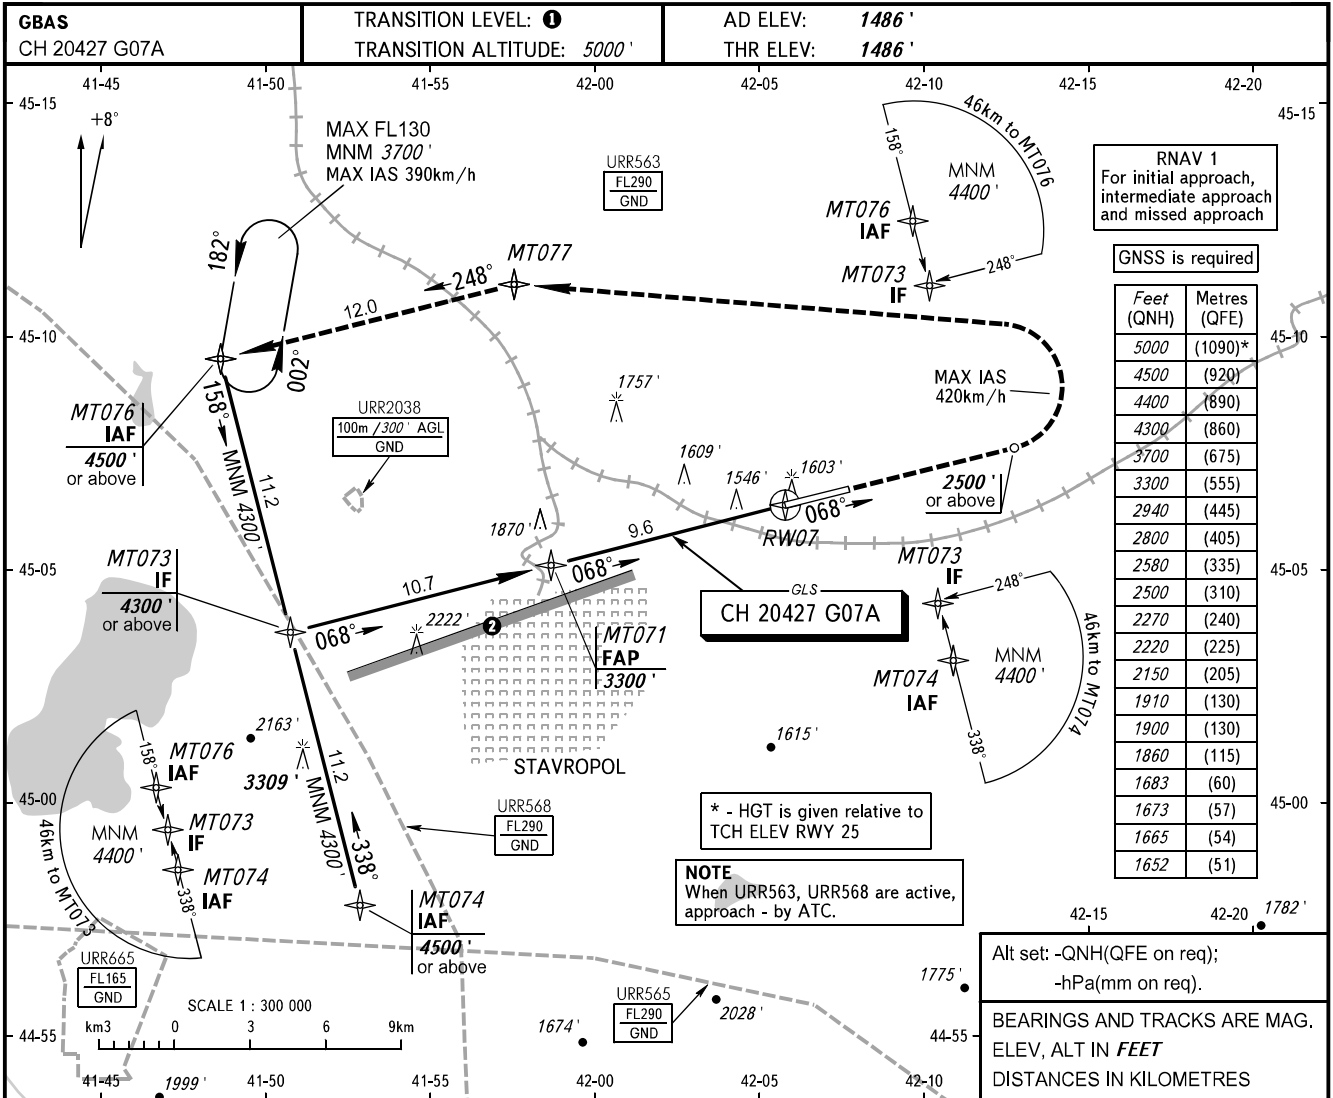 GBAS
CH 20427 G07A
TRANSITION LEVEL: ❶
TRANSITION ALTITUDE: 5000 '
AD ELEV: 1486 '
THR ELEV: 1486 '
41-45 41-50 41-55 42-00 42-05 42-10 42-15 42-20
45-15
45-15
+8°
MAX FL130
MNM 3700'
MAX IAS 390km/h
URR563
FL290
GND
158°
46km to MT076
MNM
4400'
MT076
IAF
MT073
IF
248°
RNAV 1
For initial approach,
intermediate approach
and missed approach
GNSS is required
Feet (QNH) Metres (QFE)
5000 (1090)*
4500 (920)
4400 (890)
4300 (860)
3700 (675)
3300 (555)
2940 (445)
2800 (405)
2580 (335)
2500 (310)
2270 (240)
2220 (225)
2150 (205)
1910 (130)
1900 (130)
1860 (115)
1683 (60)
1673 (57)
1665 (54)
1652 (51)
182°
002°
MT077
248°
12.0
45-10
45-10
MAX IAS
420km/h
1757'
MT076
IAF
4500'
or above
158°
MNM 4300'
11.2
URR2038
100m /300' AGL
GND
1609'
1546'
1603'
2500'
or above
068°
RW07
1870'
9.6
MT073
IF
4300'
or above
45-05
45-05
10.7
068°
068°
GLS
CH 20427 G07A
2222'
❷
MT071
FAP
3300'
MT073
IF
248°
MT074
IAF
MNM
4400'
46km to MT074
338°
2163'
3309'
11.2
MNM 4300'
338°
STAVROPOL
1615'
158°
MT076
IAF
MT073
IF
MT074
IAF
338°
MNM
4400'
46km to MT073
45-00
45-00
URR568
FL290
GND
* - HGT is given relative to
TCH ELEV RWY 25
NOTE
When URR563, URR568 are active,
approach - by ATC.
MT074
IAF
4500'
or above
42-15 42-20
1782'
URR665
FL165
GND
SCALE 1 : 300 000
km3 0 3 6 9km
URR565
FL290
GND
1674'
2028'
1775'
44-55
44-55
1999'
41-45 41-50 41-55 42-00 42-05 42-10
Alt set: -QNH(QFE on req);
-hPa(mm on req).
BEARINGS AND TRACKS ARE MAG.
ELEV, ALT IN FEET
DISTANCES IN KILOMETRES